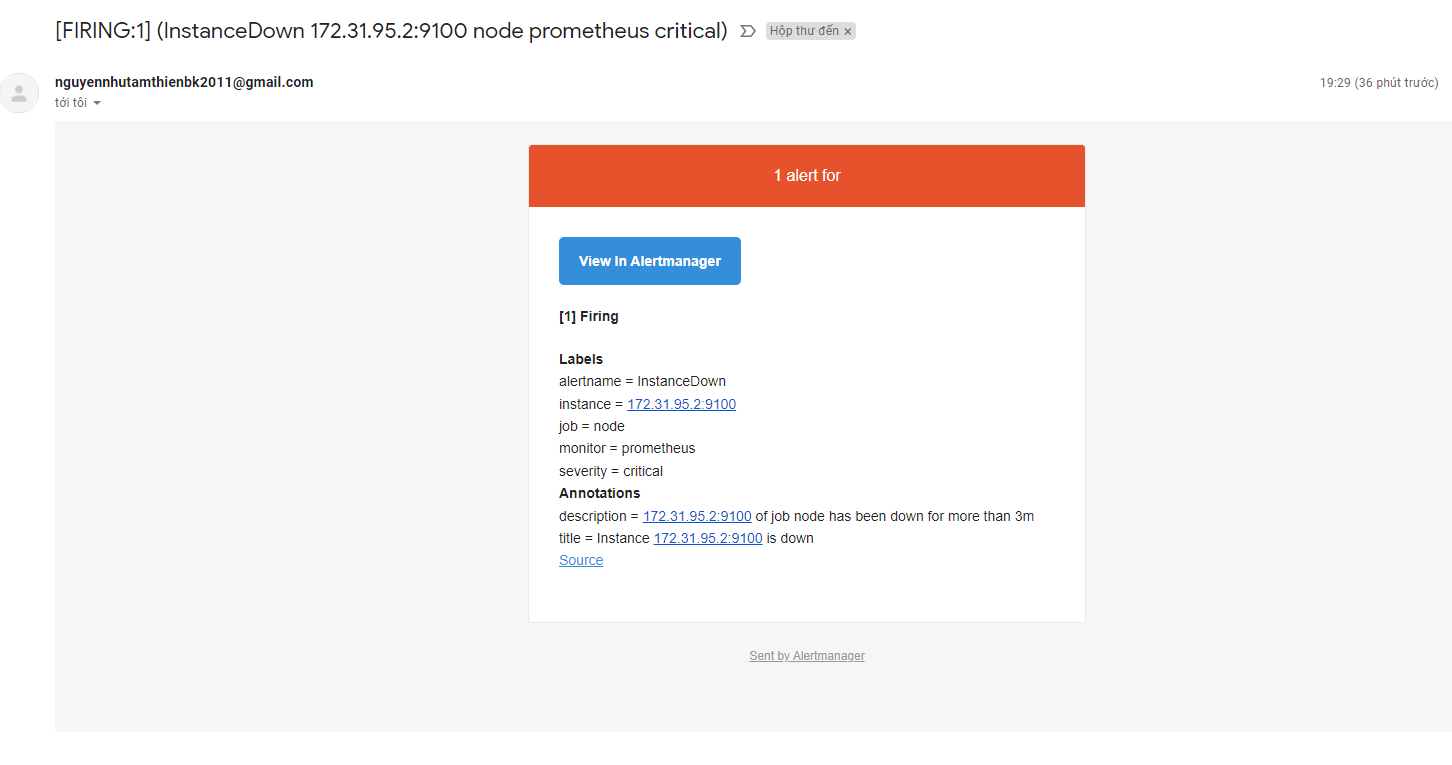 [FIRING:1] (InstanceDown 172.31.95.2:9100 node prometheus critical) Hộp thư đến ×
nguyennhutamthienbk2011@gmail.com 19:29 (36 phút trước)
tới tôi
1 alert for
View In Alertmanager
[1] Firing
Labels
alertname = InstanceDown
instance = 172.31.95.2:9100
job = node
monitor = prometheus
severity = critical
Annotations
description = 172.31.95.2:9100 of job node has been down for more than 3m
title = Instance 172.31.95.2:9100 is down
Source
Sent by Alertmanager